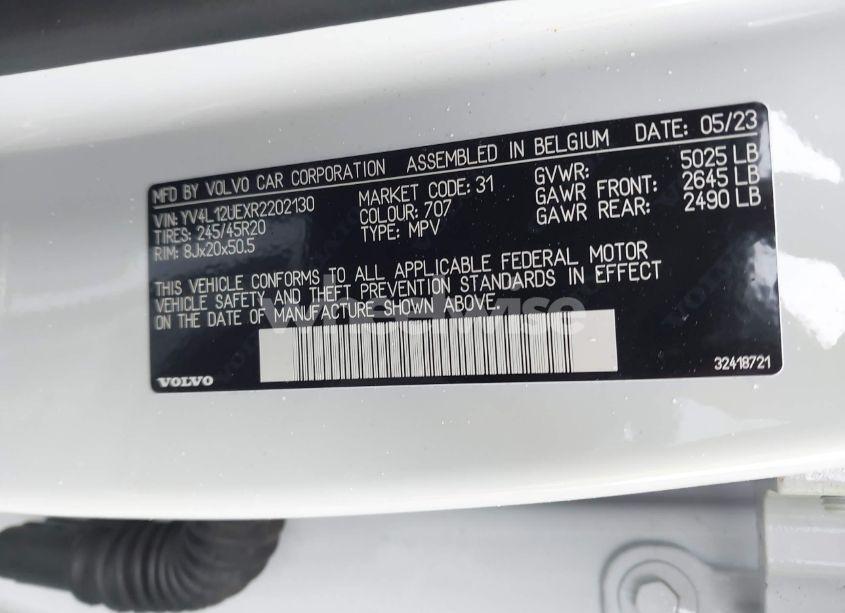 MFD BY VOLVO CAR CORPORATION ASSEMBLED IN BELGIUM DATE: 05/23
VIN: YV4L12UEXR2202130 MARKET CODE: 31 GVWR: 5025 LB
TIRES: 245/45R20 COLOUR: 707 GAWR FRONT: 2645 LB
RIM: 8Jx20x50.5 TYPE: MPV GAWR REAR: 2490 LB
THIS VEHICLE CONFORMS TO ALL APPLICABLE FEDERAL MOTOR
VEHICLE SAFETY AND THEFT PREVENTION STANDARDS IN EFFECT
ON THE DATE OF MANUFACTURE SHOWN ABOVE.
wheelwise
VOLVO 32418721